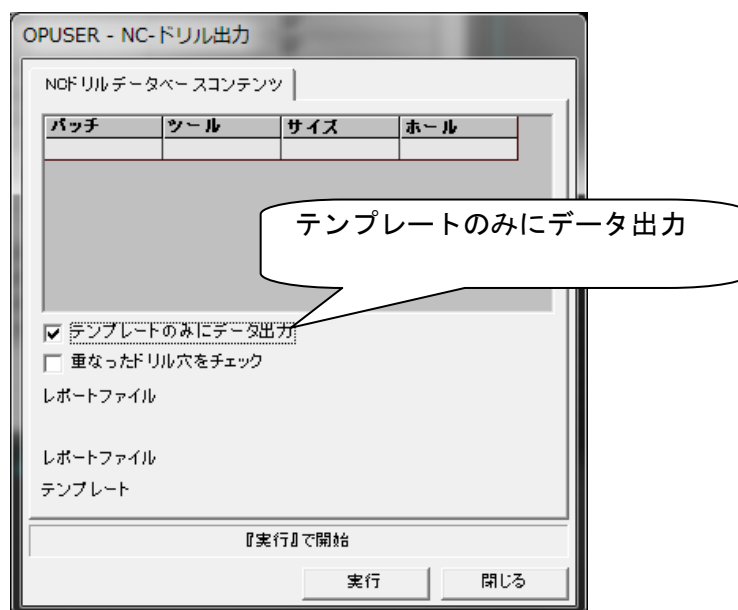 OPUSER - NC-ドリル出力
NCドリルデータベースコンテンツ
パッチ ツール サイズ ホール
テンプレートのみにデータ出力
テンプレートのみにデータ出力
重なったドリル穴をチェック
レポートファイル
レポートファイル
テンプレート
『実行』で開始
実行 閉じる